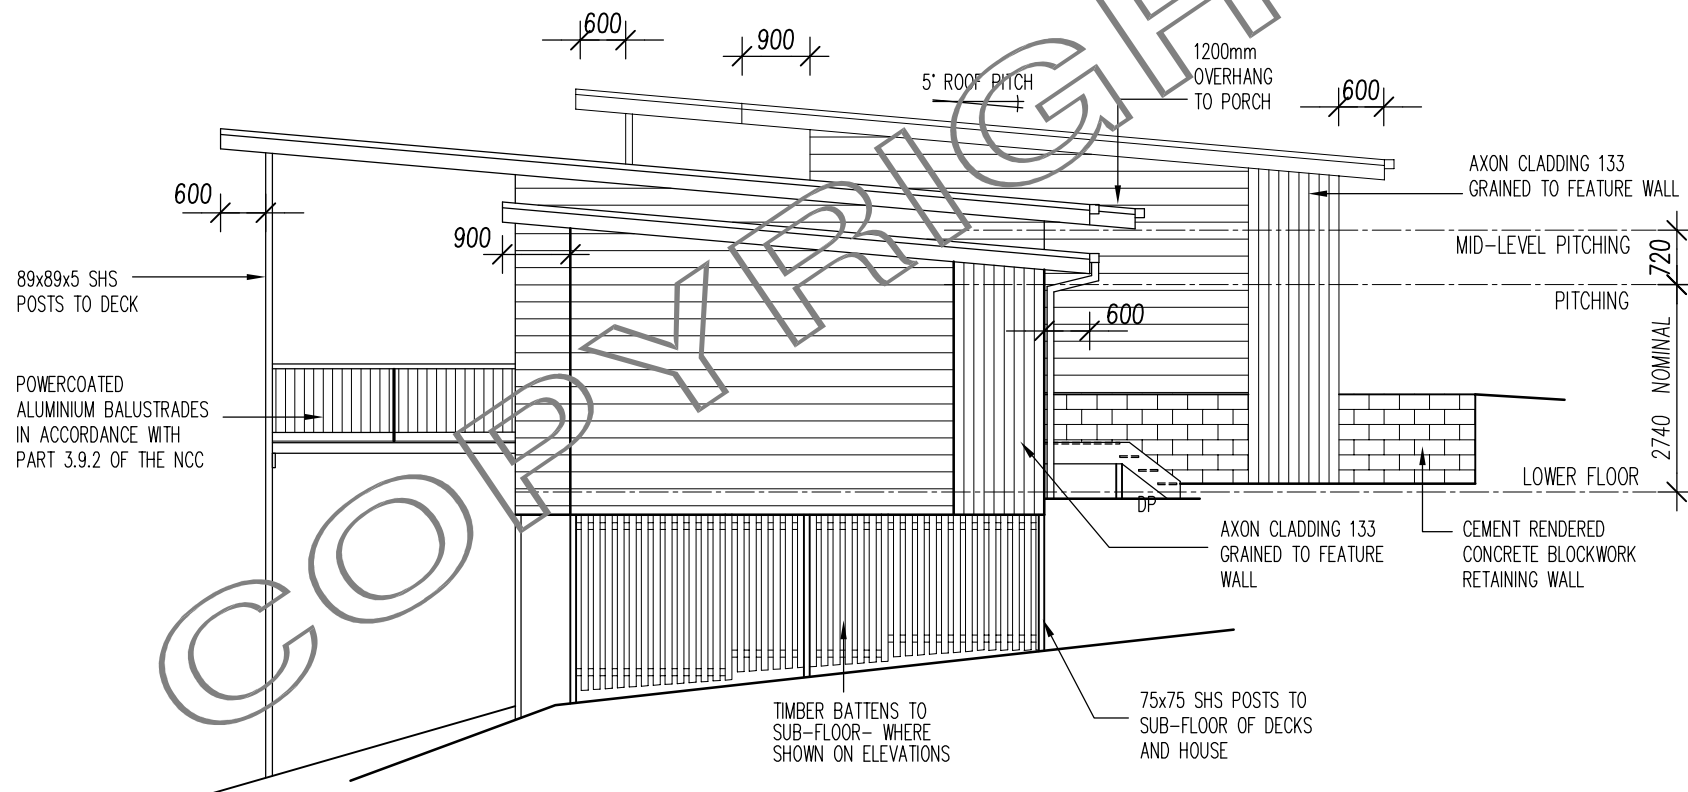 600
900
5° ROOF PITCH
1200mm
OVERHANG
TO PORCH
600
AXON CLADDING 133
GRAINED TO FEATURE WALL
600
900
MID-LEVEL PITCHING
720
PITCHING
89x89x5 SHS
POSTS TO DECK
600
2740 NOMINAL
POWERCOATED
ALUMINIUM BALUSTRADES
IN ACCORDANCE WITH
PART 3.9.2 OF THE NCC
LOWER FLOOR
DP
AXON CLADDING 133
GRAINED TO FEATURE
WALL
CEMENT RENDERED
CONCRETE BLOCKWORK
RETAINING WALL
TIMBER BATTENS TO
SUB-FLOOR- WHERE
SHOWN ON ELEVATIONS
75x75 SHS POSTS TO
SUB-FLOOR OF DECKS
AND HOUSE
COPYRIGH